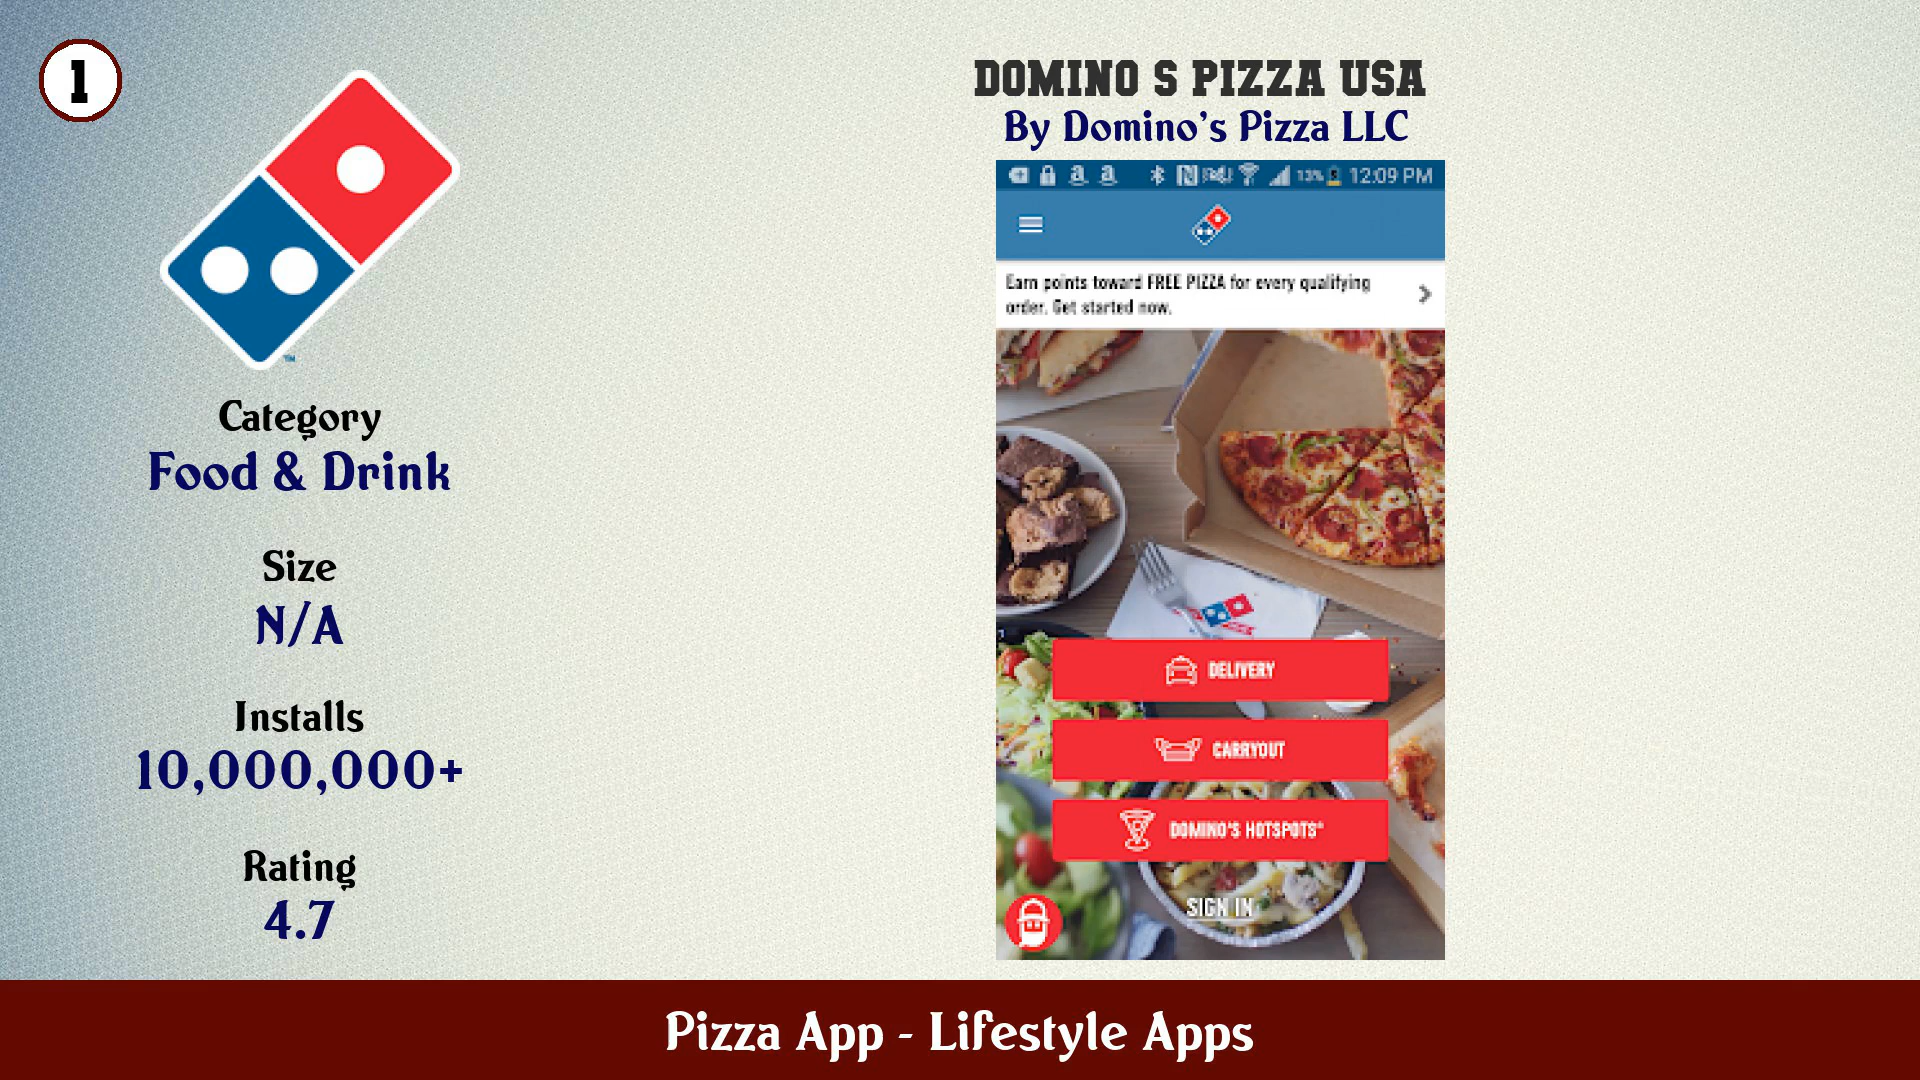 1
DOMINO S PIZZA USA
By Domino's Pizza LLC
TM
Category
Food & Drink
Size
N/A
Installs
10,000,000+
Rating
4.7
13% 12:09 PM
Earn points toward FREE PIZZA for every qualifying
order. Get started now.
DELIVERY
CARRYOUT
DOMINO'S HOTSPOTS®
SIGN IN
Pizza App - Lifestyle Apps